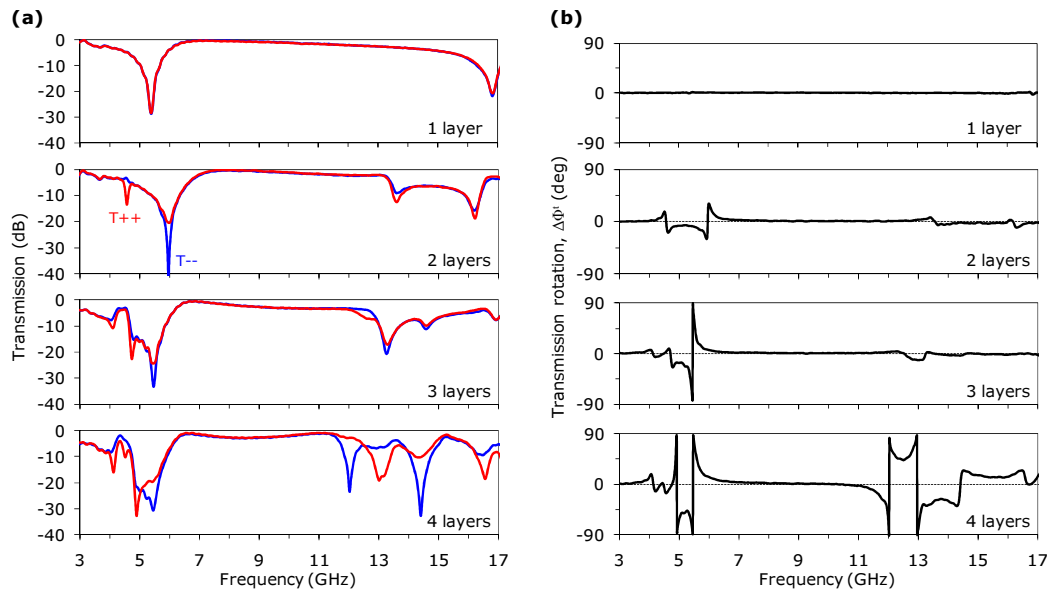 (a)
0
-10
-20
-30
-40
1 layer
0
-10
-20
-30
-40
T++
T--
2 layers
0
-10
-20
-30
-40
3 layers
0
-10
-20
-30
-40
4 layers
3 5 7 9 11 13 15 17
Frequency (GHz)
Transmission (dB)
(b)
90
0
-90
1 layer
90
0
-90
2 layers
90
0
-90
3 layers
90
0
-90
4 layers
3 5 7 9 11 13 15 17
Frequency (GHz)
Transmission rotation, ΔΦᵗ (deg)